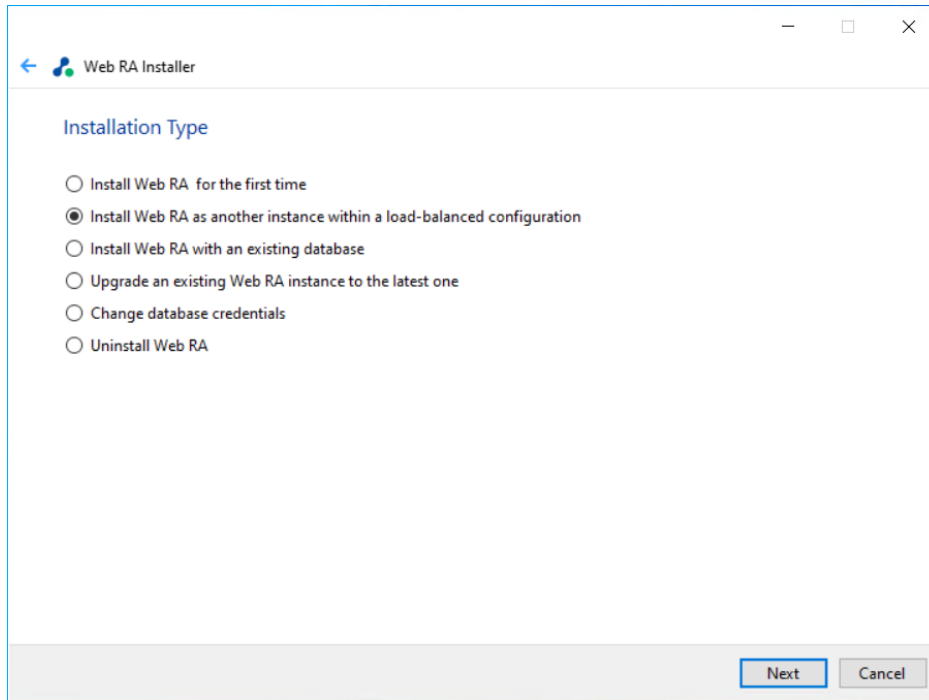 Web RA Installer
Installation Type
Install Web RA  for the first time
Install Web RA as another instance within a load-balanced configuration
Install Web RA with an existing database
Upgrade an existing Web RA instance to the latest one
Change database credentials
Uninstall Web RA
Next
Cancel